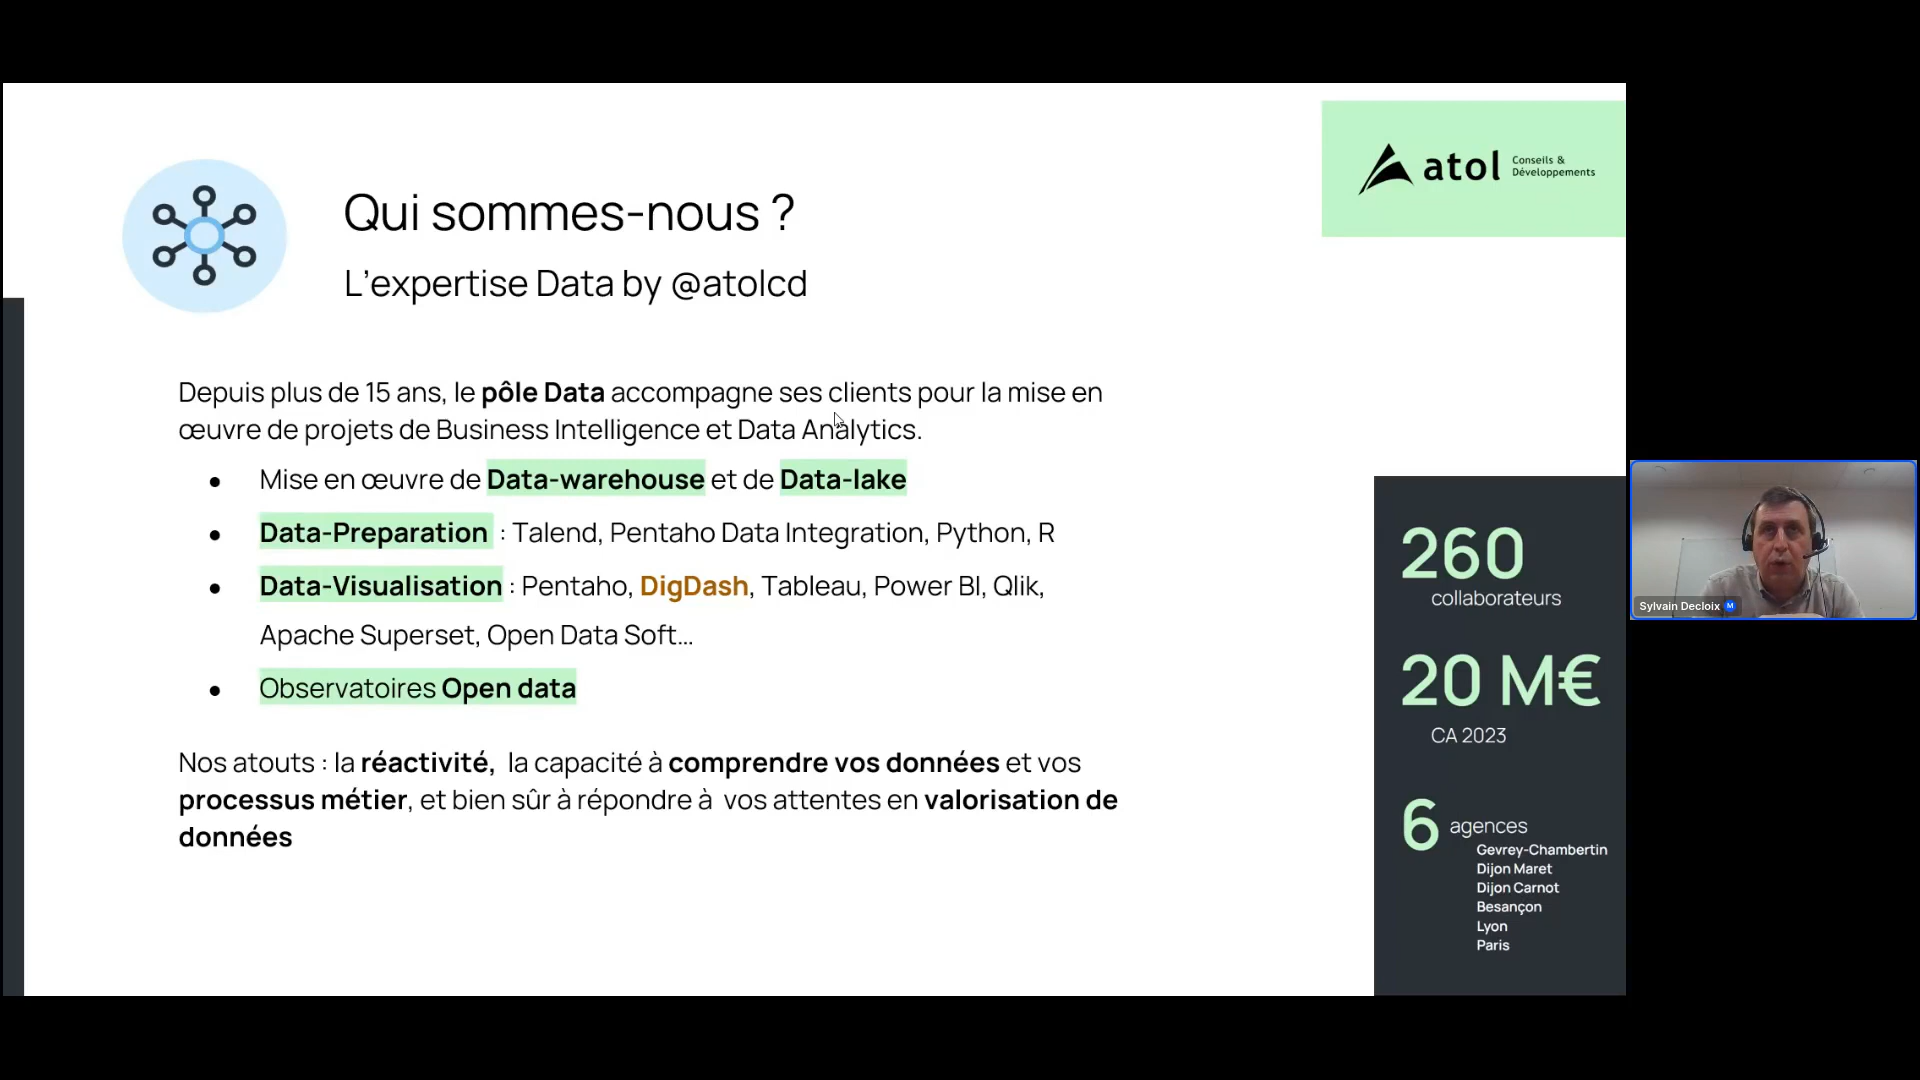 atol Conseils &
Développements
Qui sommes-nous ?
L’expertise Data by @atolcd
Depuis plus de 15 ans, le pôle Data accompagne ses clients pour la mise en
œuvre de projets de Business Intelligence et Data Analytics.
● Mise en œuvre de Data-warehouse et de Data-lake
● Data-Preparation : Talend, Pentaho Data Integration, Python, R
● Data-Visualisation : Pentaho, DigDash, Tableau, Power BI, Qlik,
Apache Superset, Open Data Soft...
● Observatoires Open data
Nos atouts : la réactivité, la capacité à comprendre vos données et vos
processus métier, et bien sûr à répondre à vos attentes en valorisation de
données
260
collaborateurs
20 M€
CA 2023
6 agences
Gevrey-Chambertin
Dijon Maret
Dijon Carnot
Besançon
Lyon
Paris
Sylvain Decloix M